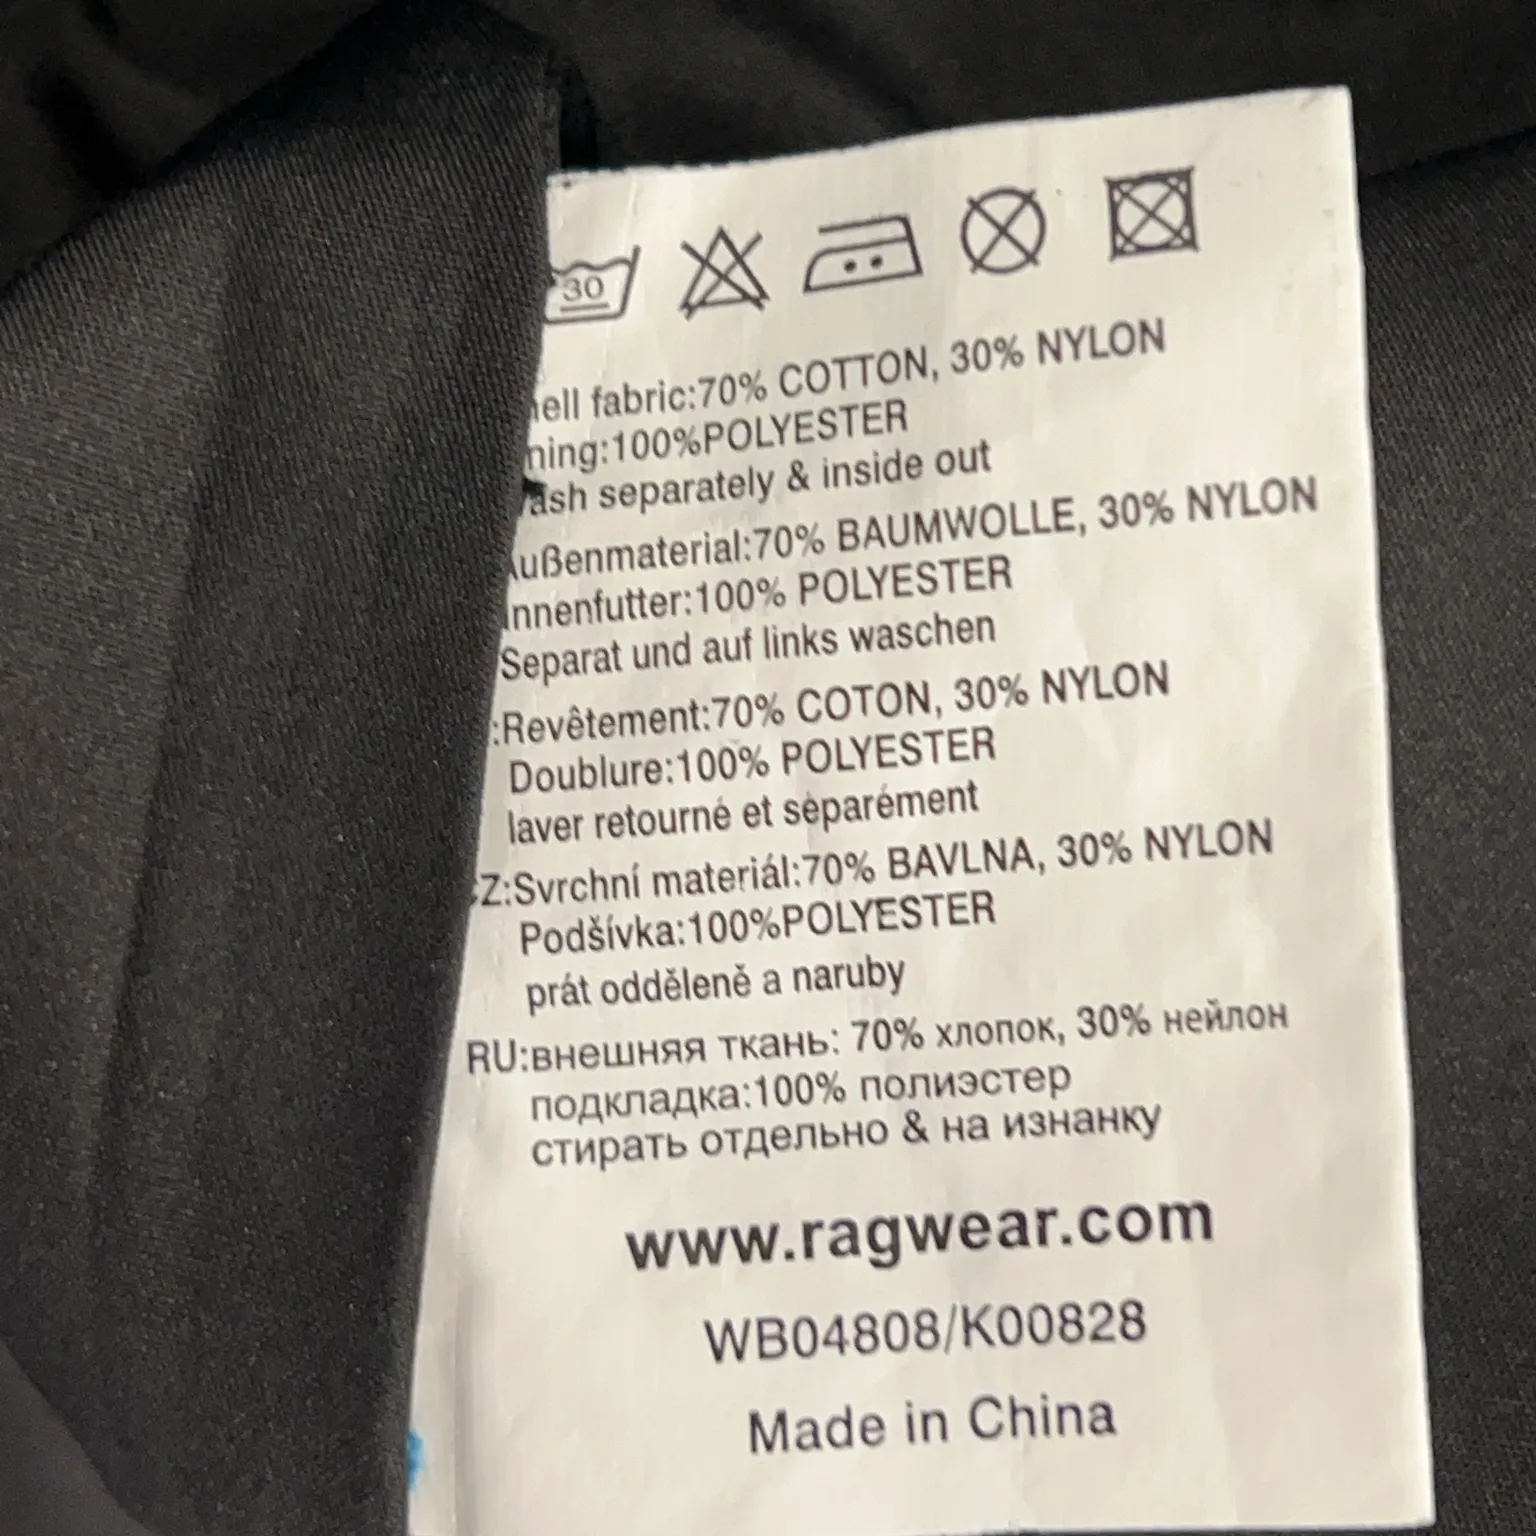 30
ell fabric:70% COTTON, 30% NYLON
ning:100%POLYESTER
ash separately & inside out
ußenmaterial:70% BAUMWOLLE, 30% NYLON
nnenfutter:100% POLYESTER
Separat und auf links waschen
:Revêtement:70% COTON, 30% NYLON
Doublure:100% POLYESTER
laver retourné et séparément
Z:Svrchní materiál:70% BAVLNA, 30% NYLON
Podšívka:100%POLYESTER
prát odděleně a naruby
RU:внешняя ткань: 70% хлопок, 30% нейлон
подкладка:100% полиэстер
стирать отдельно & на изнанку
www.ragwear.com
WB04808/K00828
Made in China